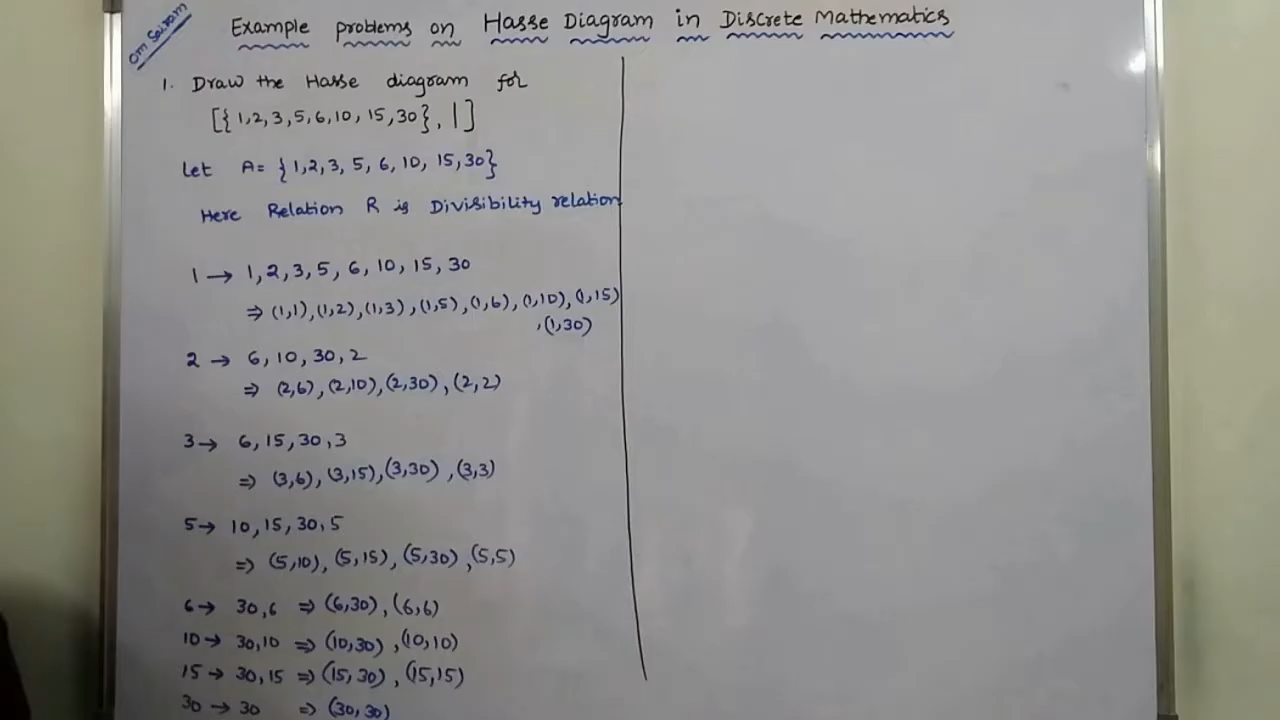 Om Sairam
Example problems on Hasse Diagram in Discrete Mathematics
1. Draw the Hasse diagram for
[{1,2,3,5,6,10,15,30}, |]
Let A= {1,2,3,5,6,10,15,30}
Here Relation R is Divisibility relation
1 → 1,2,3,5,6,10,15,30
⇒ (1,1),(1,2),(1,3),(1,5),(1,6),(1,10),(1,15)
,(1,30)
2 → 6,10,30,2
⇒ (2,6),(2,10),(2,30),(2,2)
3→ 6,15,30,3
⇒ (3,6),(3,15),(3,30),(3,3)
5→ 10,15,30,5
⇒ (5,10),(5,15),(5,30),(5,5)
6→ 30,6 ⇒ (6,30),(6,6)
10→ 30,10 ⇒ (10,30),(10,10)
15→ 30,15 ⇒ (15,30),(15,15)
30→ 30 ⇒ (30,30)